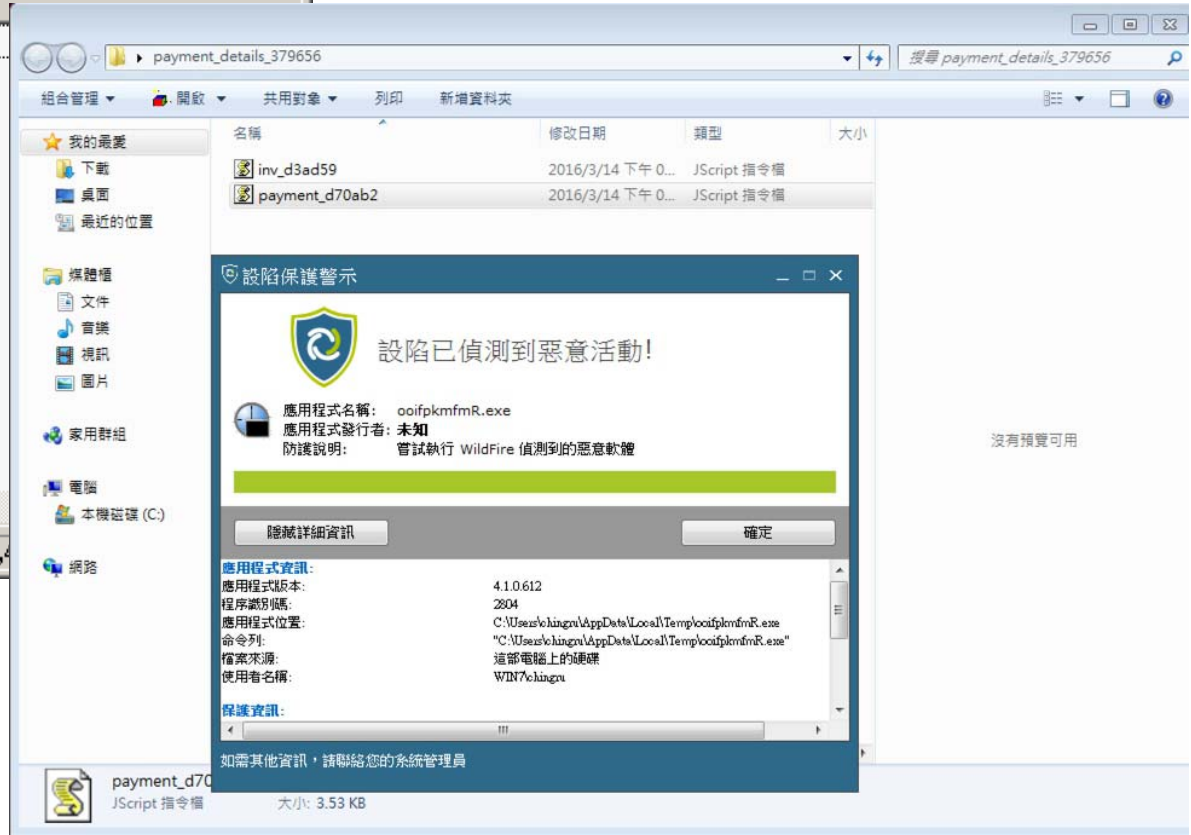 payment_details_379656
搜尋 payment_details_379656
組合管理 開啟 共用對象 列印 新增資料夾
我的最愛
下載
桌面
最近的位置
媒體櫃
文件
音樂
視訊
圖片
家用群組
電腦
本機磁碟 (C:)
網路
名稱 修改日期 類型 大小
inv_d3ad59 2016/3/14 下午 0... JScript 指令檔
payment_d70ab2 2016/3/14 下午 0... JScript 指令檔
沒有預覽可用
設陷保護警示
設陷已偵測到惡意活動!
應用程式名稱: ooifpkmfmR.exe
應用程式發行者: 未知
防護說明: 嘗試執行 WildFire 偵測到的惡意軟體
隱藏詳細資訊 確定
應用程式資訊:
應用程式版本: 4.1.0.612
程序識別碼: 2804
應用程式位置: C:\Users\chingru\AppData\Local\Temp\ooifpkmfmR.exe
命令列: "C:\Users\chingru\AppData\Local\Temp\ooifpkmfmR.exe"
檔案來源: 這部電腦上的硬碟
使用者名稱: WIN7\chingru
保護資訊:
如需其他資訊，請聯絡您的系統管理員
payment_d70
JScript 指令檔 大小: 3.53 KB